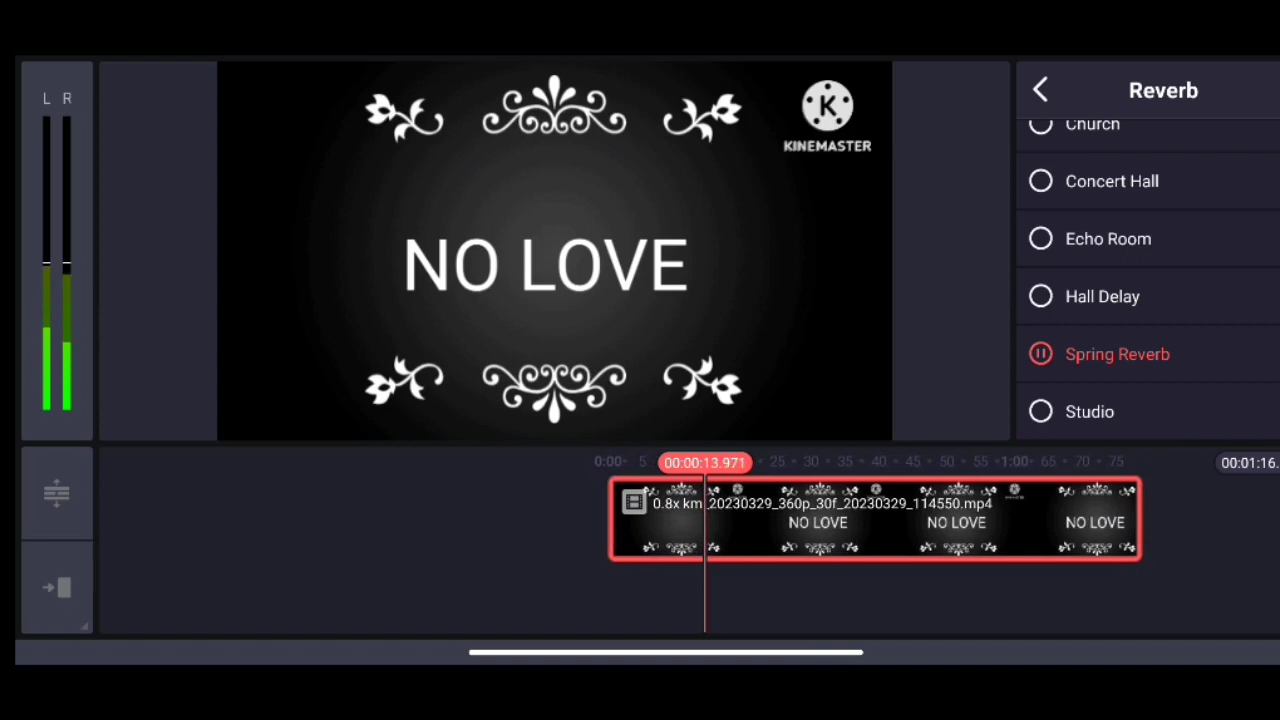 L R
NO LOVE
K
KINEMASTER
Reverb
Church
Concert Hall
Echo Room
Hall Delay
Spring Reverb
Studio
0:00 5 00:00:13.971 25 30 35 40 45 50 55 1:00 65 70 75 00:01:16.
0.8x km_20230329_360p_30f_20230329_114550.mp4
NO LOVE NO LOVE NO LOVE